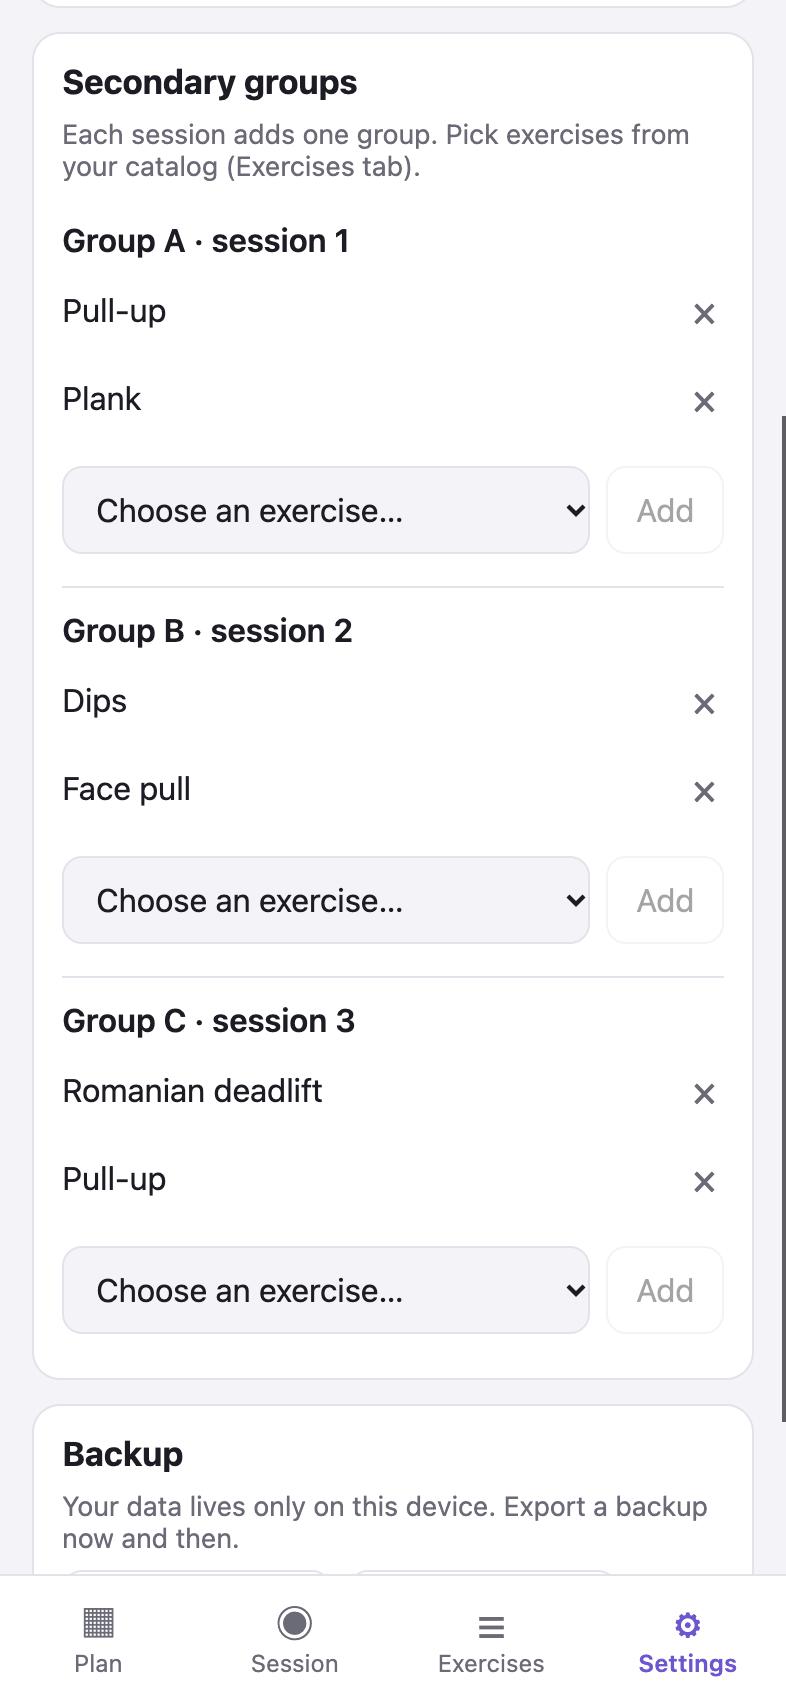 Secondary groups
Each session adds one group. Pick exercises from
your catalog (Exercises tab).
Group A · session 1
Pull-up
Plank
Choose an exercise...
Add
Group B · session 2
Dips
Face pull
Choose an exercise...
Add
Group C · session 3
Romanian deadlift
Pull-up
Choose an exercise...
Add
Backup
Your data lives only on this device. Export a backup
now and then.
Plan
Session
Exercises
Settings